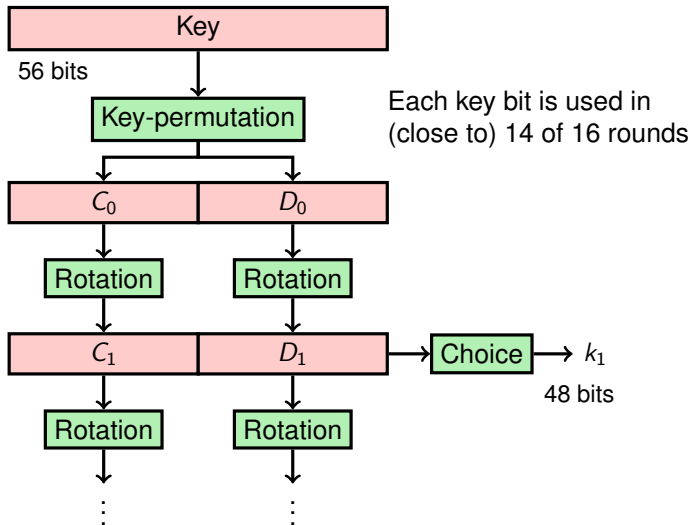 Key
56 bits
Key-permutation
Each key bit is used in
(close to) 14 of 16 rounds
C₀
D₀
Rotation
Rotation
C₁
D₁
Choice
k₁
48 bits
Rotation
Rotation
⋮
⋮